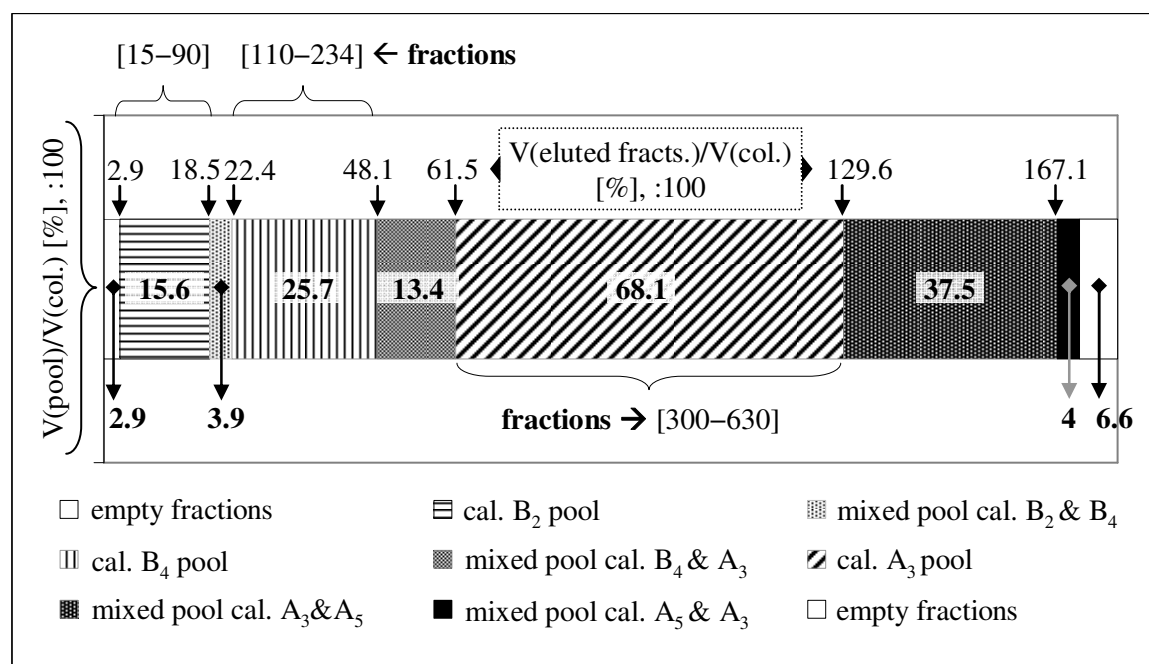 [15−90] [110−234] ← fractions
V(eluted fracts.)/V(col.)
[%], :100
2.9 18.5 22.4 48.1 61.5 129.6 167.1
V(pool)/V(col.) [%], :100
15.6 25.7 13.4 68.1 37.5
2.9 3.9 fractions → [300−630] 4 6.6
empty fractions cal. B₂ pool mixed pool cal. B₂ & B₄
cal. B₄ pool mixed pool cal. B₄ & A₃ cal. A₃ pool
mixed pool cal. A₃&A₅ mixed pool cal. A₅ & A₃ empty fractions